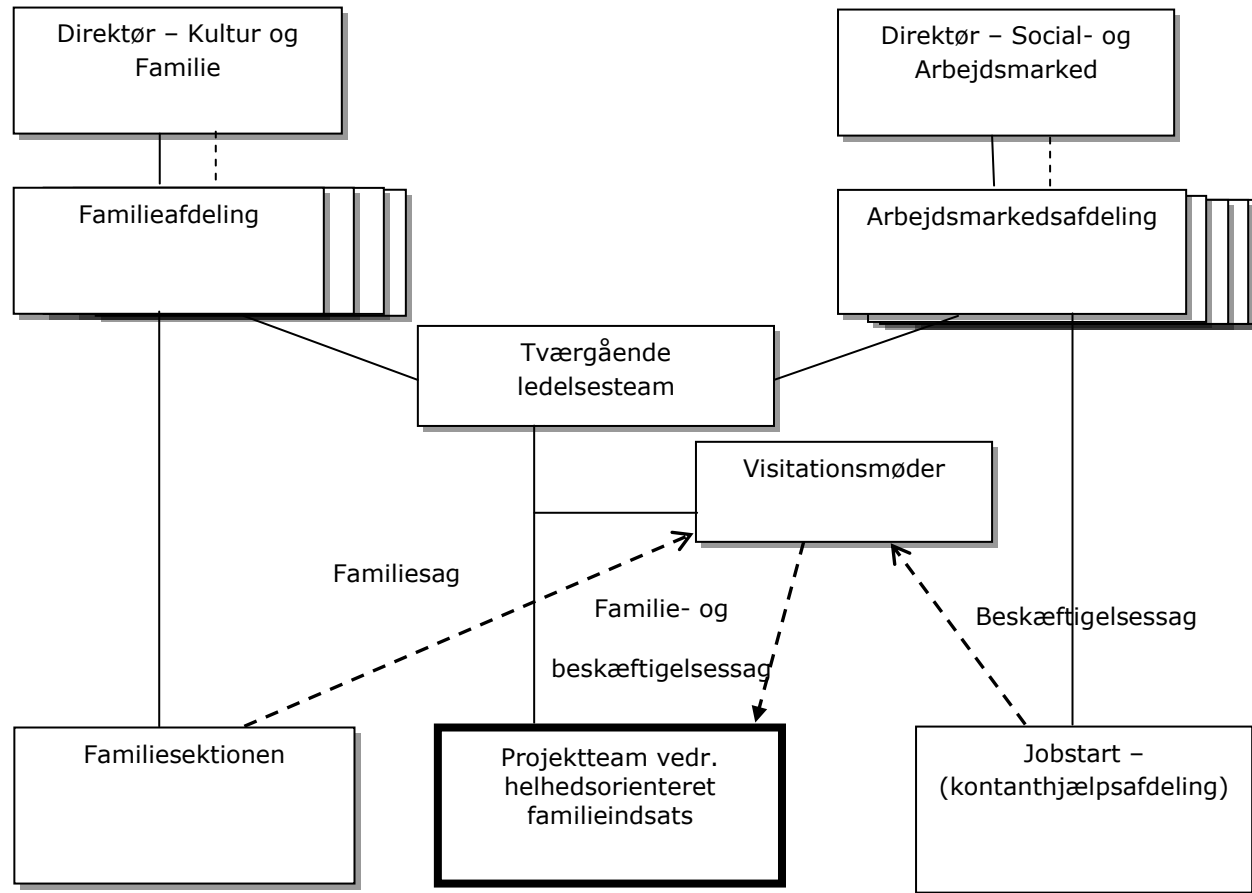 Direktør – Kultur og
Familie
Direktør – Social- og
Arbejdsmarked
Familieafdeling
Arbejdsmarkedsafdeling
Tværgående
ledelsesteam
Visitationsmøder
Familiesag
Familie- og
beskæftigelsessag
Beskæftigelsessag
Familiesektionen
Projektteam vedr.
helhedsorienteret
familieindsats
Jobstart –
(kontanthjælpsafdeling)